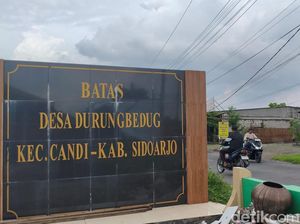 BATAS
DESA DURUNGBEDUG
KEC. CANDI - KAB. SIDOARJO
detikcom